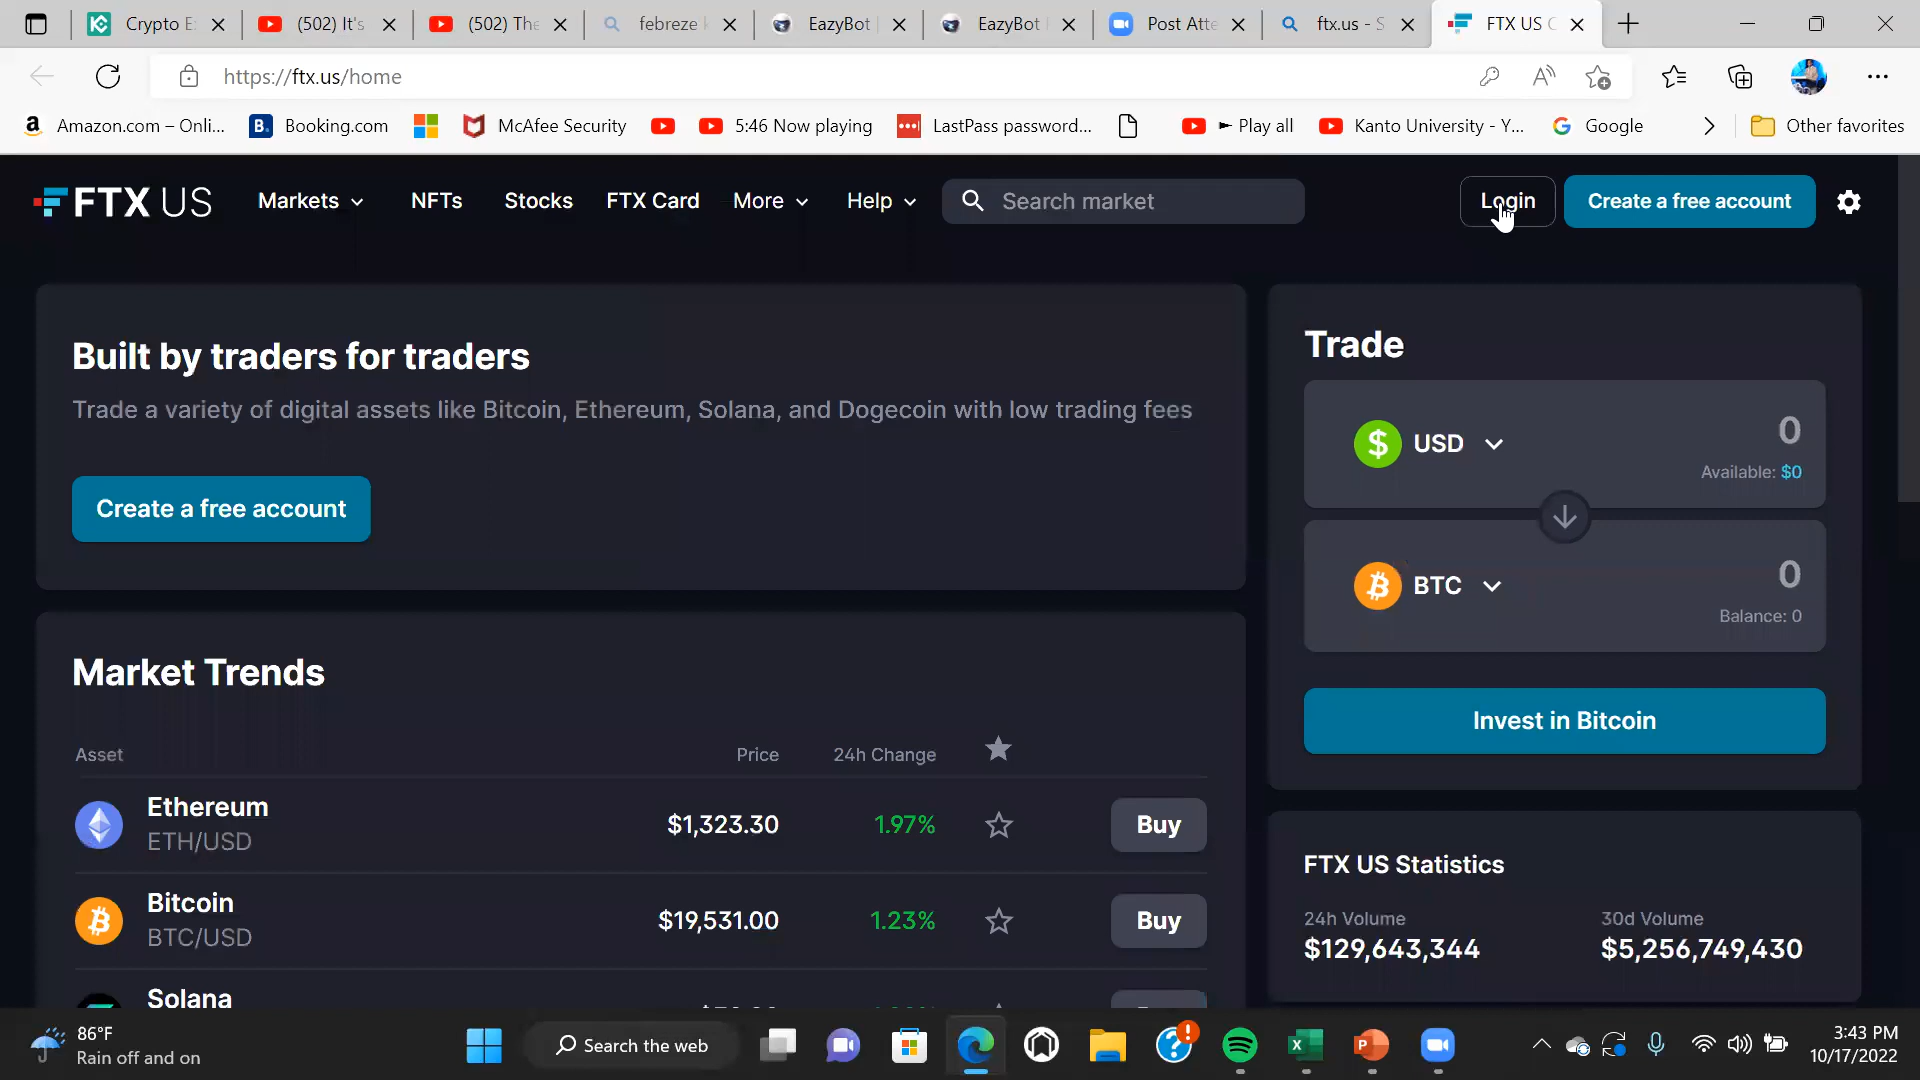 Crypto E
(502) It's
(502) The
febreze
EazyBot
EazyBot
Post Atte
ftx.us - S
FTX US C
https://ftx.us/home
Amazon.com – Onli...
Booking.com
McAfee Security
5:46 Now playing
LastPass password...
► Play all
Kanto University - Y...
Google
Other favorites
FTX US
Markets
NFTs
Stocks
FTX Card
More
Help
Search market
Login
Create a free account
Built by traders for traders
Trade a variety of digital assets like Bitcoin, Ethereum, Solana, and Dogecoin with low trading fees
Create a free account
Trade
USD
0
Available: $0
BTC
0
Balance: 0
Invest in Bitcoin
Market Trends
Asset Price 24h Change
Ethereum
ETH/USD
$1,323.30 1.97% Buy
Bitcoin
BTC/USD
$19,531.00 1.23% Buy
Solana
FTX US Statistics
24h Volume 30d Volume
$129,643,344 $5,256,749,430
86°F
Rain off and on
Search the web
3:43 PM
10/17/2022